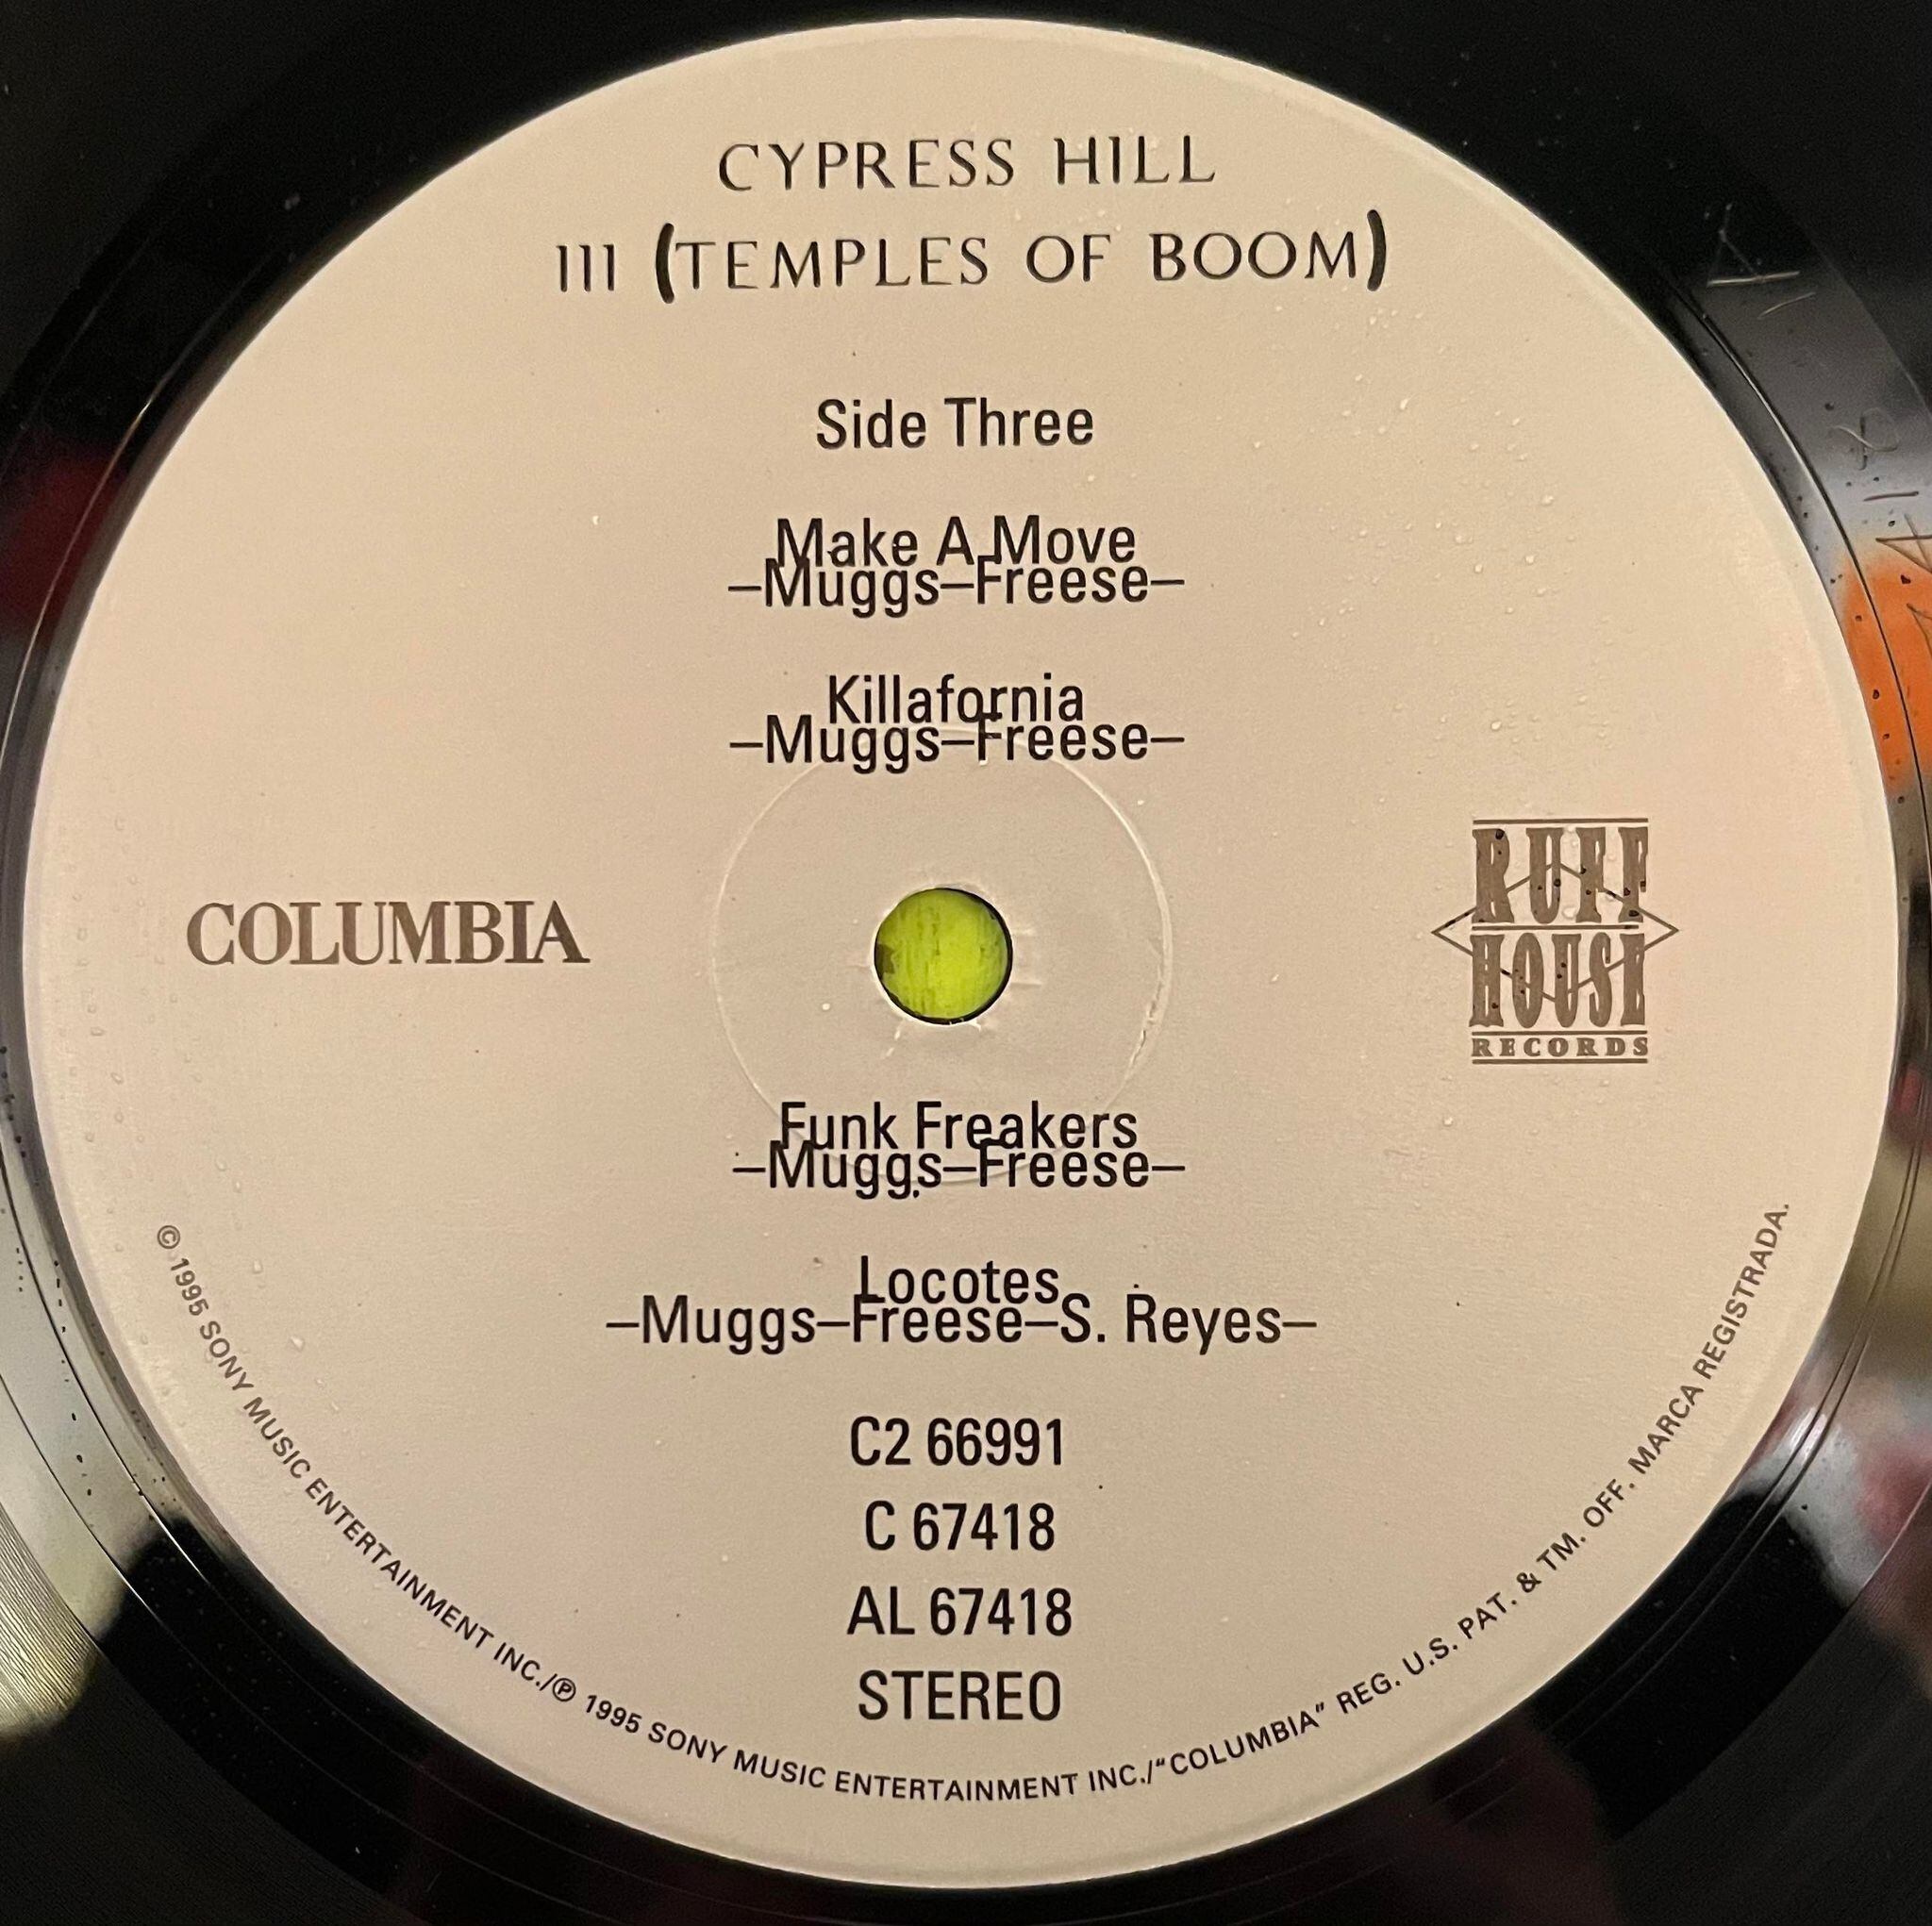 CYPRESS HILL
III (TEMPLES OF BOOM)
Side Three
Make A Move
–Muggs–Freese–
Killafornia
–Muggs–Freese–
COLUMBIA
RUFF
HOUSE
RECORDS
Funk Freakers
–Muggs–Freese–
Locotes
–Muggs–Freese–S. Reyes–
C2 66991
C 67418
AL 67418
STEREO
© 1995 SONY MUSIC ENTERTAINMENT INC./℗ 1995 SONY MUSIC ENTERTAINMENT INC./“COLUMBIA” REG. U.S. PAT. & TM. OFF. MARCA REGISTRADA.